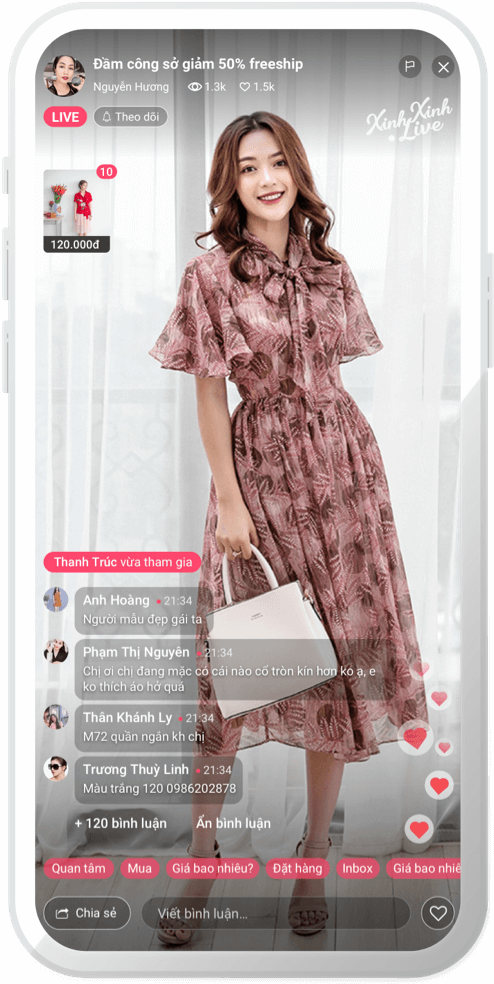 Đầm công sở giảm 50% freeship
Nguyễn Hương 1.3k 1.5k
LIVE Theo dõi
Xinh Xinh
Live
10
120.000đ
Thanh Trúc vừa tham gia
Anh Hoàng • 21:34
Người mẫu đẹp gái ta
Phạm Thị Nguyên • 21:34
Chị ơi chị đang mặc có cái nào cổ tròn kín hơn ko ạ, e
ko thích áo hở quá
Thân Khánh Ly • 21:34
M72 quần ngắn kh chị
Trương Thuỳ Linh • 21:34
Màu trắng 120 0986202878
+ 120 bình luận Ẩn bình luận
Quan tâm Mua Giá bao nhiêu? Đặt hàng Inbox Giá bao nhiê
Chia sẻ Viết bình luận...